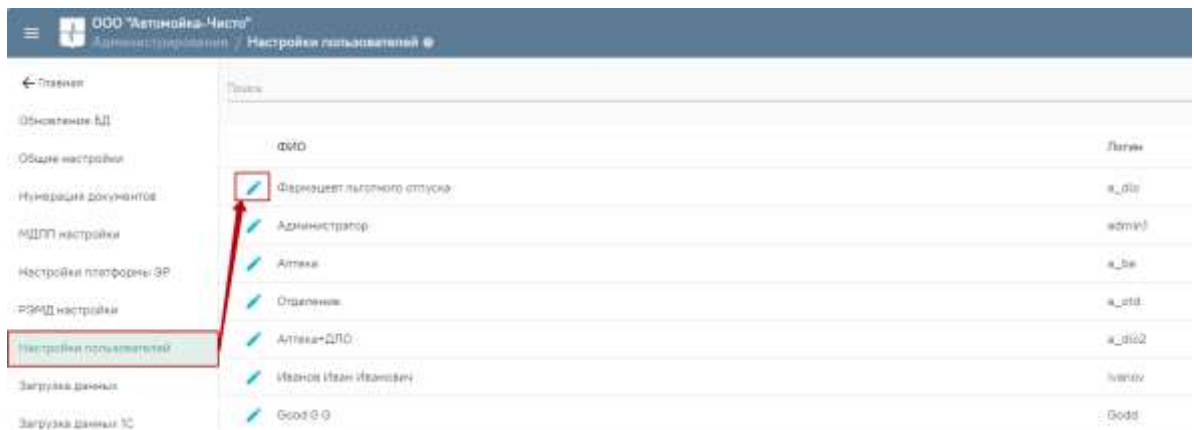 ООО "Автомойка-Чисто"
Администрирование / Настройки пользователей
Главная
Поиск
Обновление БД
ФИО
Логин
Общие настройки
Фармацевт льготного отпуска
a_dlo
Нумерация документов
Администратор
admin1
МДЛП настройки
Аптека
Настройки платформы ЭР
Отделение
a_otd
РЭМД настройки
Аптека+ДЛО
a_dlo2
Настройки пользователей
Иванов Иван Иванович
Ivanov
Загрузка данных
Good G G
Godd
Загрузка данных 1С